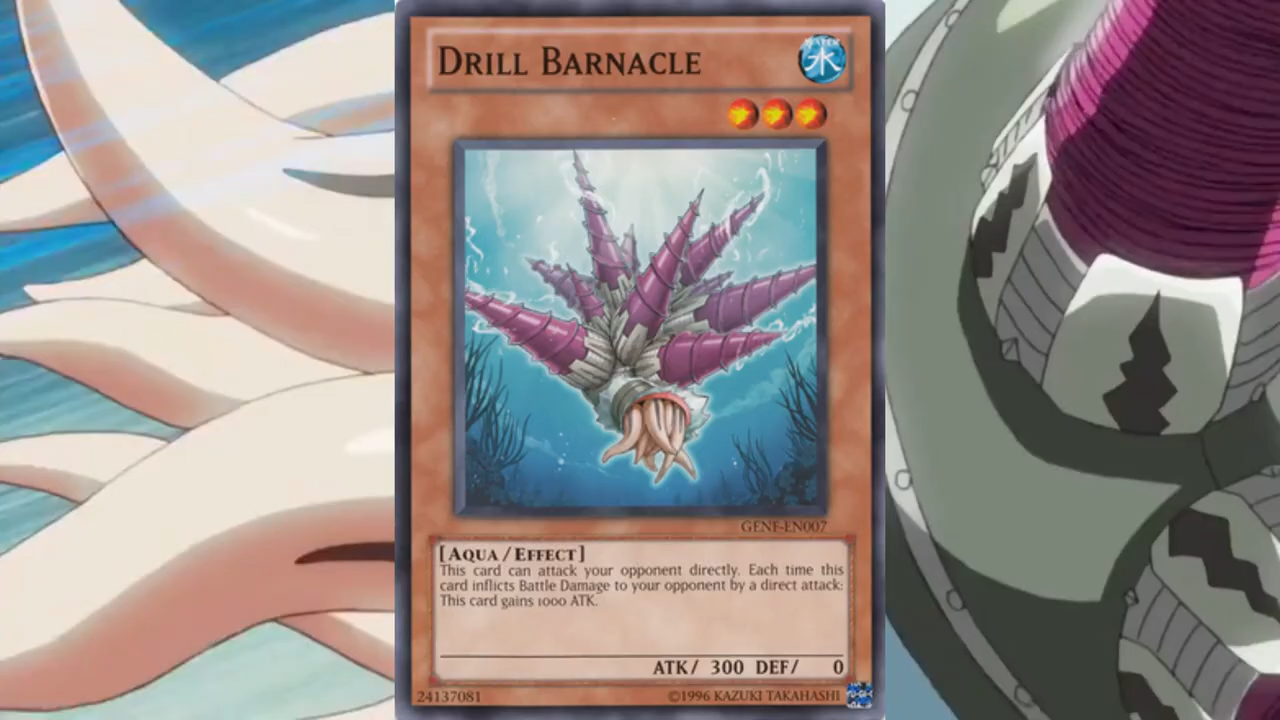 DRILL BARNACLE
WATER
水
GENF-EN007
[AQUA/EFFECT]
This card can attack your opponent directly. Each time this
card inflicts Battle Damage to your opponent by a direct attack:
This card gains 1000 ATK.
ATK/ 300 DEF/ 0
24137081
©1996 KAZUKI TAKAHASHI